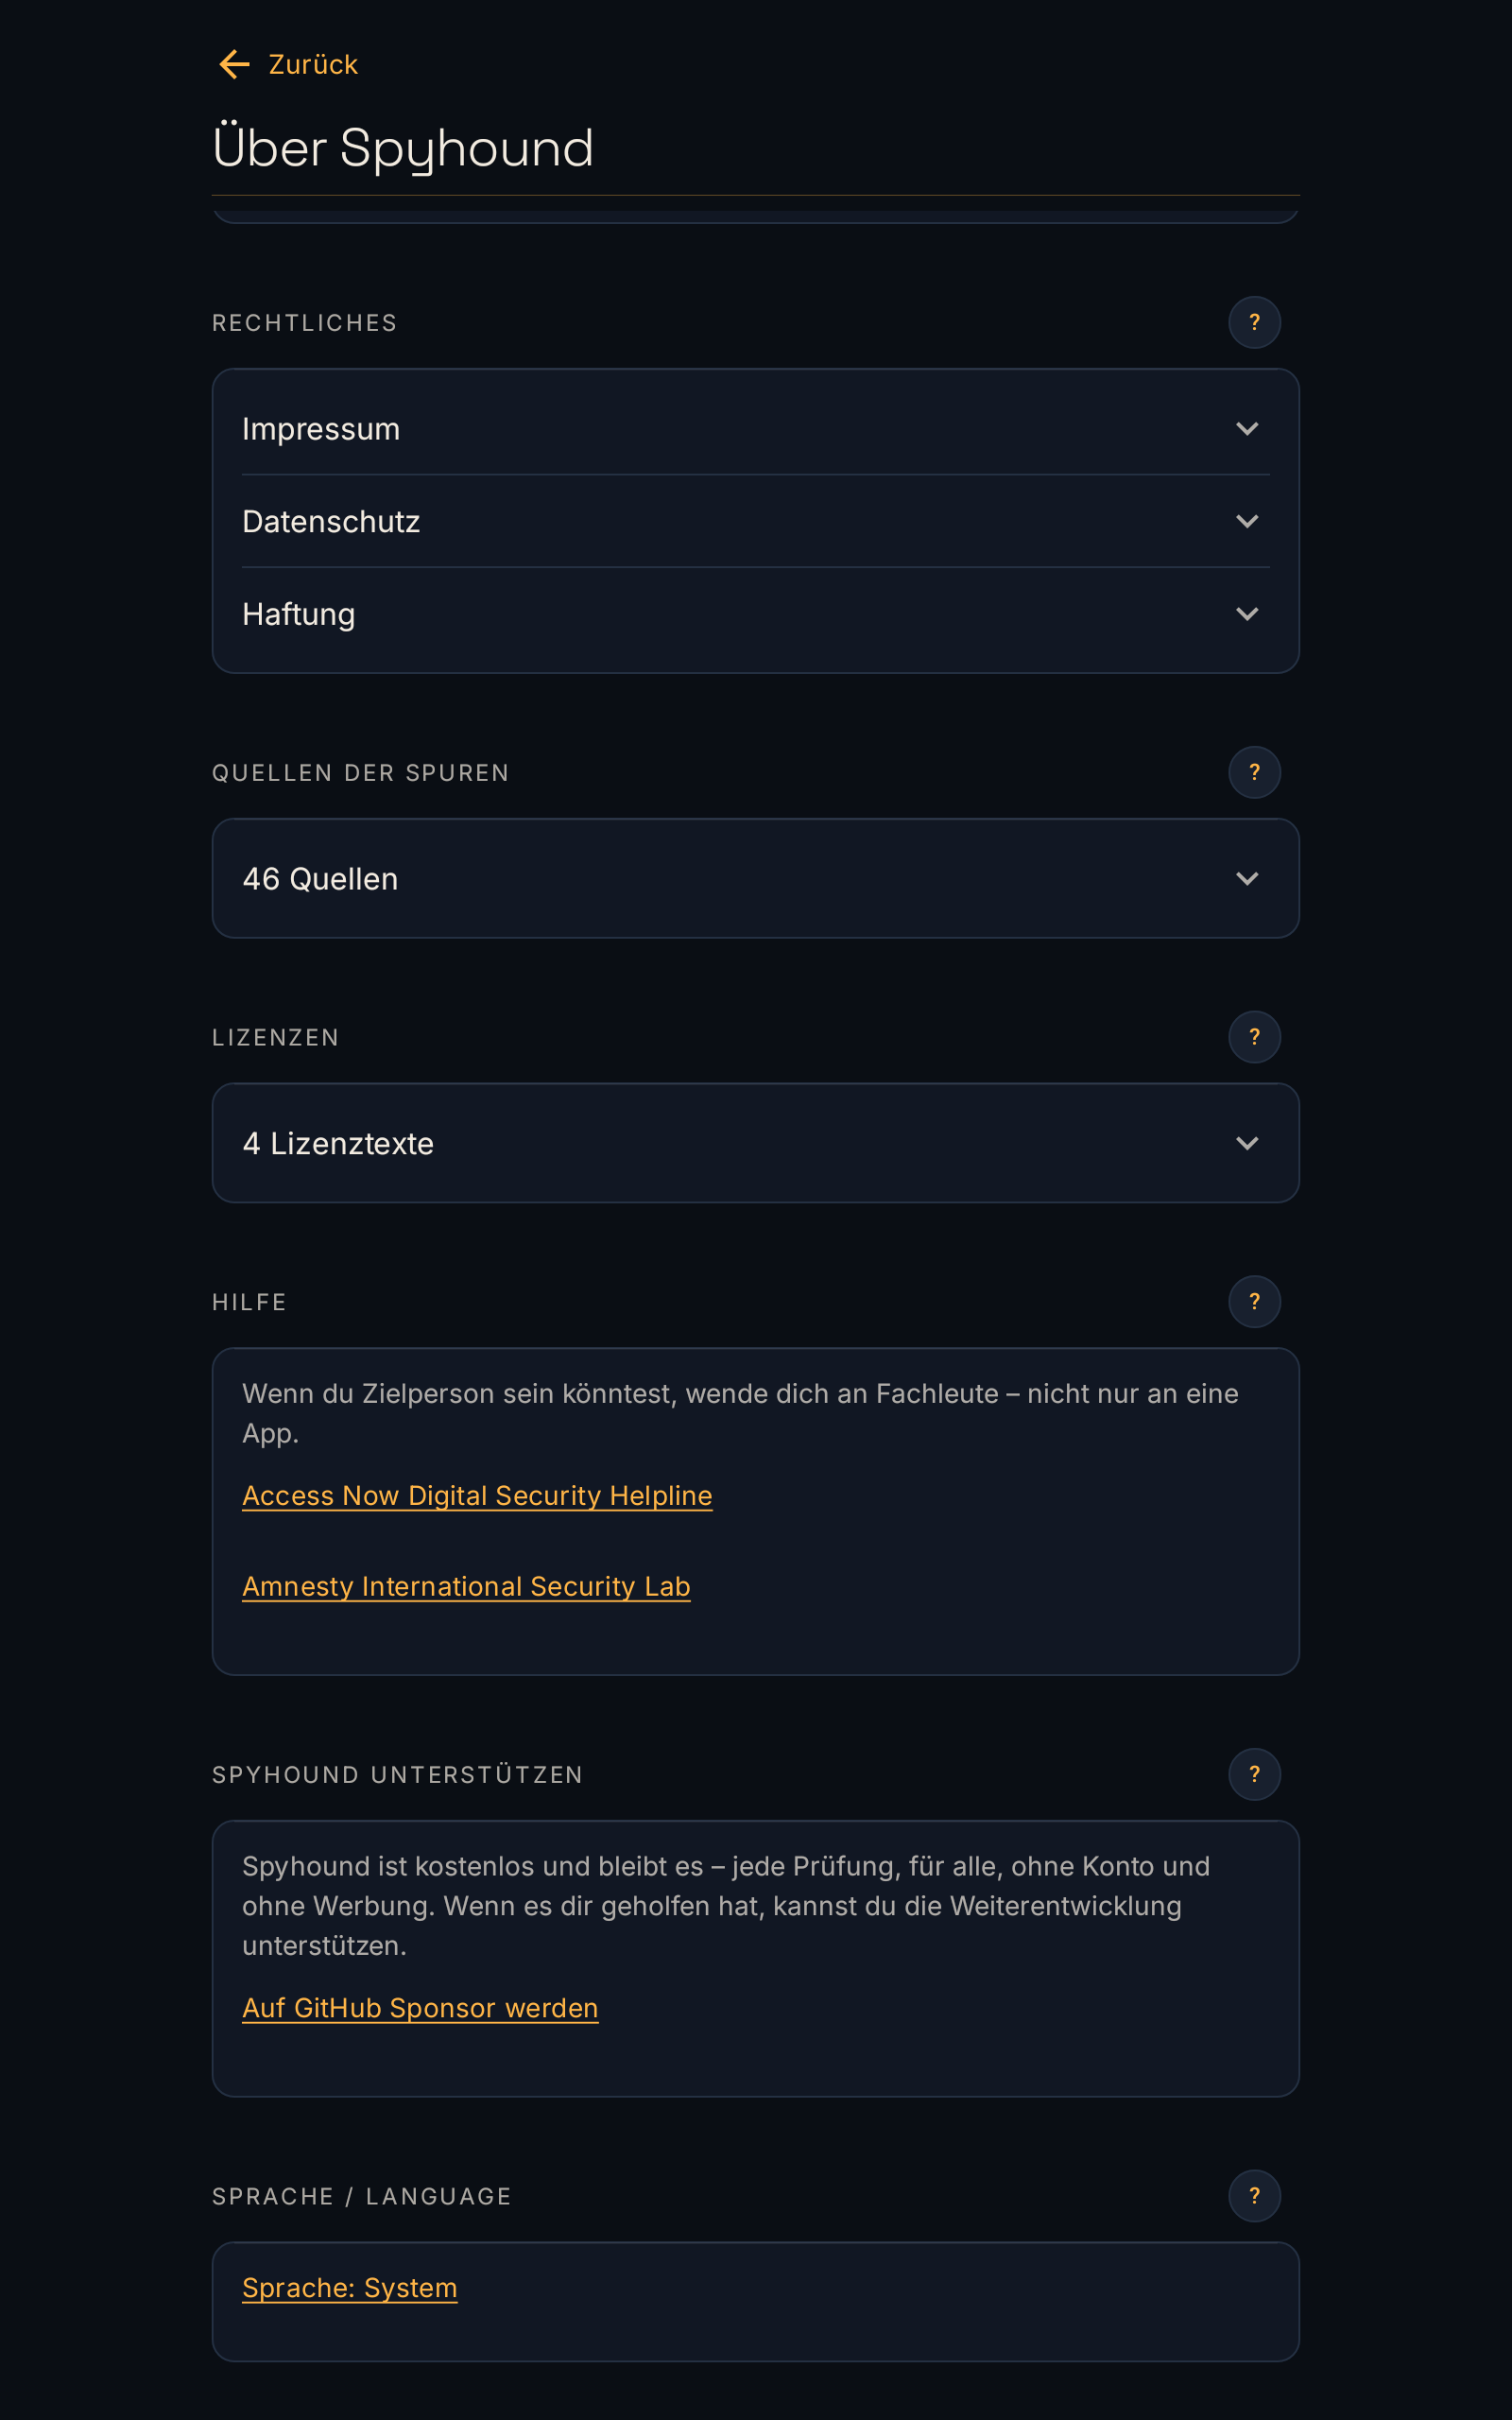 Zurück
Über Spyhound
RECHTLICHES
?
Impressum
Datenschutz
Haftung
QUELLEN DER SPUREN
?
46 Quellen
LIZENZEN
?
4 Lizenztexte
HILFE
?
Wenn du Zielperson sein könntest, wende dich an Fachleute – nicht nur an eine
App.
Access Now Digital Security Helpline
Amnesty International Security Lab
SPYHOUND UNTERSTÜTZEN
?
Spyhound ist kostenlos und bleibt es – jede Prüfung, für alle, ohne Konto und
ohne Werbung. Wenn es dir geholfen hat, kannst du die Weiterentwicklung
unterstützen.
Auf GitHub Sponsor werden
SPRACHE / LANGUAGE
?
Sprache: System